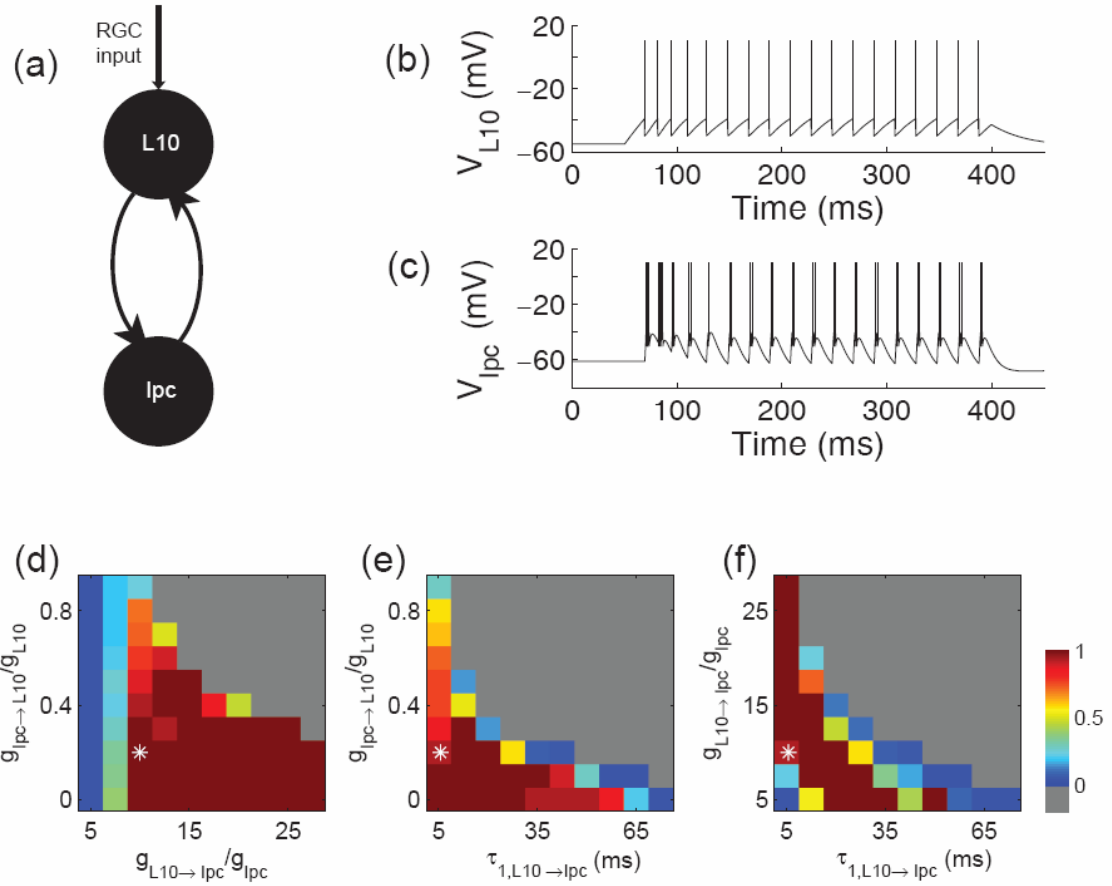 (a)
RGC
input
L10
Ipc
(b)
V_L10 (mV)
20
−20
−60
0 100 200 300 400
Time (ms)
(c)
V_Ipc (mV)
20
−20
−60
0 100 200 300 400
Time (ms)
(d)
g_Ipc→L10/g_L10
0.8
0.4
0
5 15 25
g_L10→Ipc/g_Ipc
(e)
g_Ipc→L10/g_L10
0.8
0.4
0
5 35 65
τ_1,L10→Ipc (ms)
(f)
g_L10→Ipc/g_Ipc
25
15
5
5 35 65
τ_1,L10→Ipc (ms)
1
0.5
0